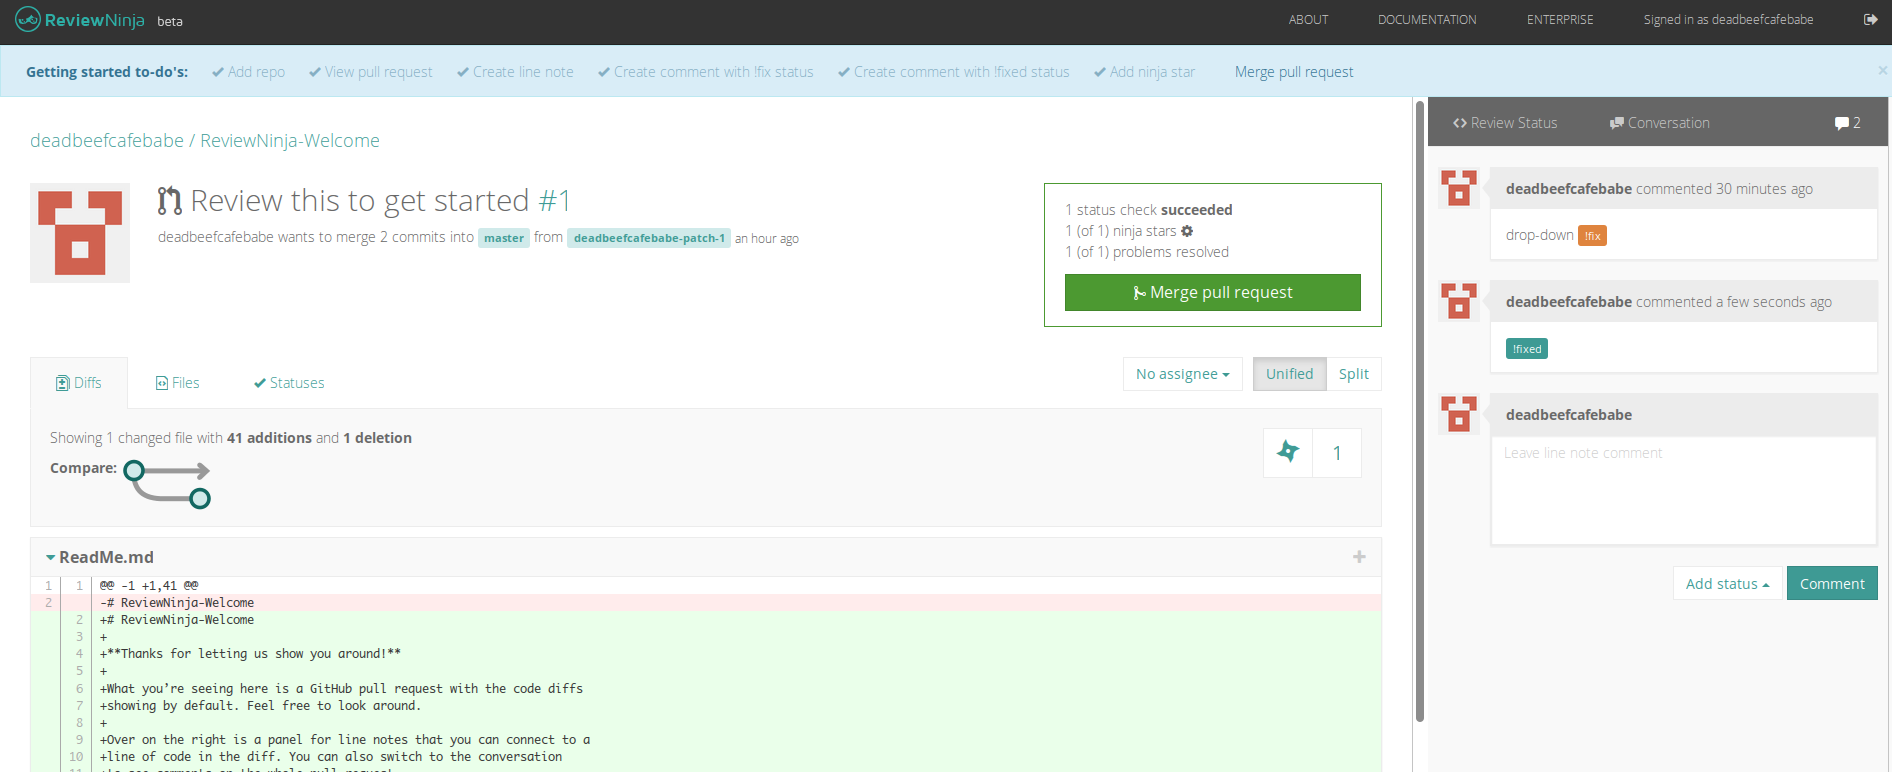 ReviewNinja beta ABOUT DOCUMENTATION ENTERPRISE Signed in as deadbeefcafebabe
Getting started to-do's: Add repo View pull request Create line note Create comment with !fix status Create comment with !fixed status Add ninja star Merge pull request ×
deadbeefcafebabe / ReviewNinja-Welcome
Review this to get started #1
deadbeefcafebabe wants to merge 2 commits into master from deadbeefcafebabe-patch-1 an hour ago
1 status check succeeded
1 (of 1) ninja stars
1 (of 1) problems resolved
Merge pull request
Diffs Files Statuses
No assignee Unified Split
Showing 1 changed file with 41 additions and 1 deletion
Compare:
1
ReadMe.md
1 1 @@ -1 +1,41 @@
2 -# ReviewNinja-Welcome
2 +# ReviewNinja-Welcome
3 +
4 +**Thanks for letting us show you around!**
5 +
6 +What you’re seeing here is a GitHub pull request with the code diffs
7 +showing by default. Feel free to look around.
8 +
9 +Over on the right is a panel for line notes that you can connect to a
10 +line of code in the diff. You can also switch to the conversation
Review Status Conversation 2
deadbeefcafebabe commented 30 minutes ago
drop-down !fix
deadbeefcafebabe commented a few seconds ago
!fixed
deadbeefcafebabe
Leave line note comment
Add status Comment